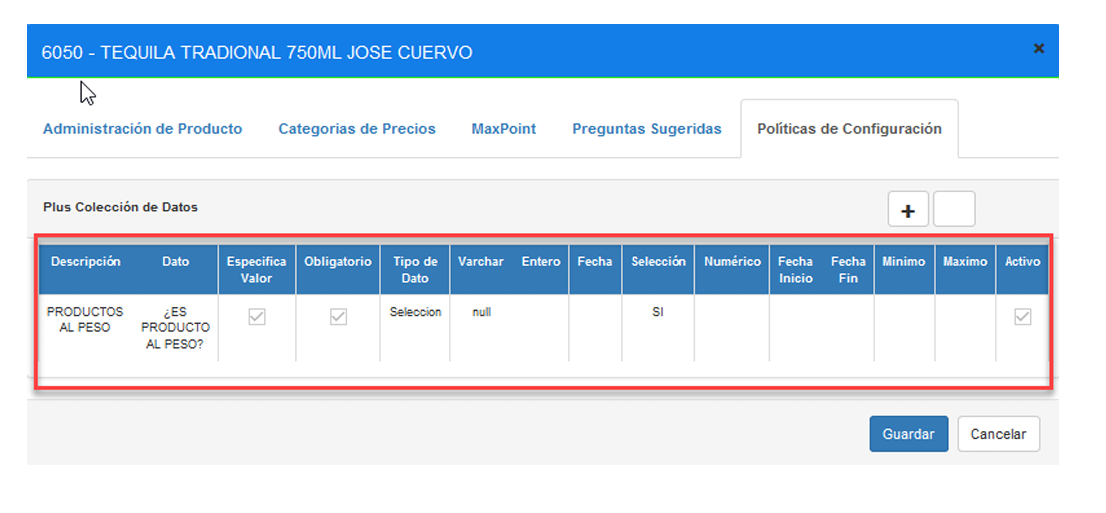 6050 - TEQUILA TRADIONAL 750ML JOSE CUERVO ×
Administración de Producto Categorias de Precios MaxPoint Preguntas Sugeridas Políticas de Configuración
Plus Colección de Datos +
Descripción Dato Especifica Valor Obligatorio Tipo de Dato Varchar Entero Fecha Selección Numérico Fecha Inicio Fecha Fin Minimo Maximo Activo
PRODUCTOS AL PESO ¿ES PRODUCTO AL PESO? Seleccion null SI
Guardar Cancelar